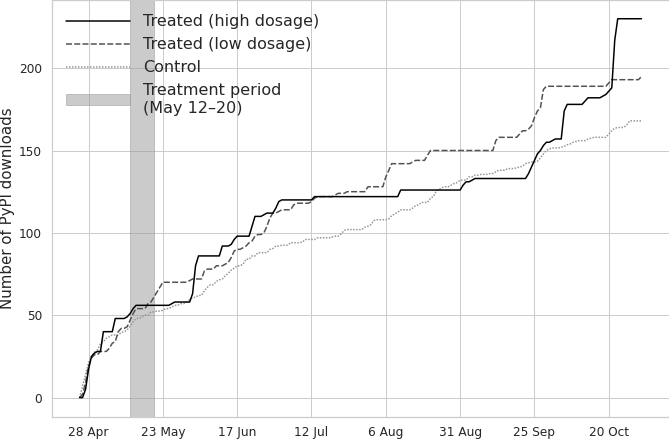 Treated (high dosage)
Treated (low dosage)
Control
Treatment period
(May 12–20)
Number of PyPI downloads
200
150
100
50
0
28 Apr
23 May
17 Jun
12 Jul
6 Aug
31 Aug
25 Sep
20 Oct